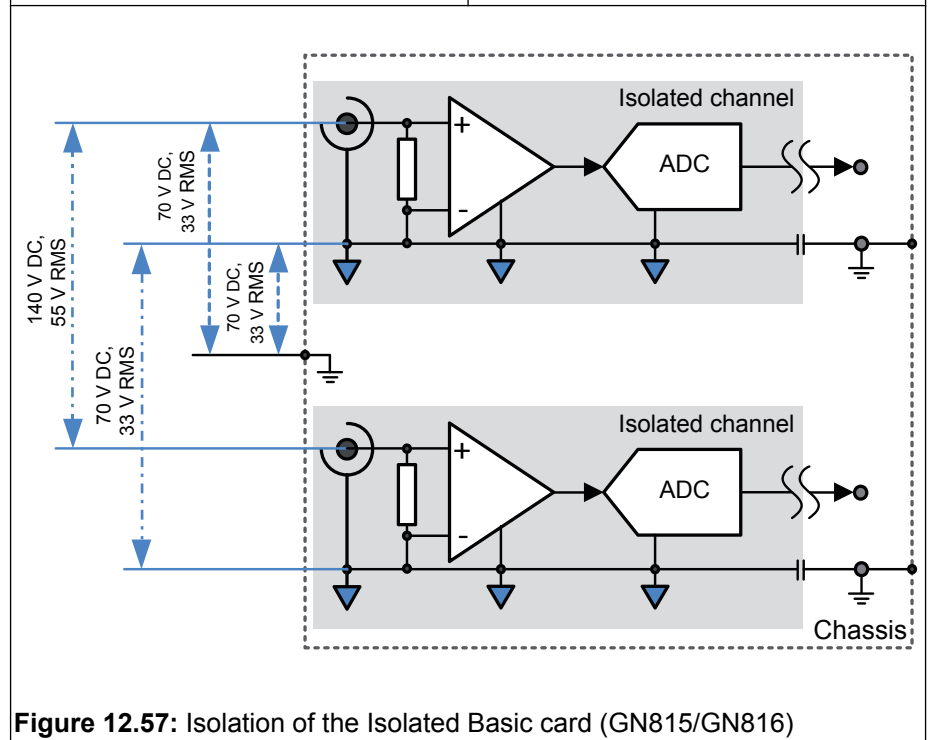 Isolated channel
+
-
ADC
70 V DC,
33 V RMS
140 V DC,
55 V RMS
70 V DC,
33 V RMS
70 V DC,
33 V RMS
Isolated channel
+
-
ADC
Chassis
Figure 12.57: Isolation of the Isolated Basic card (GN815/GN816)